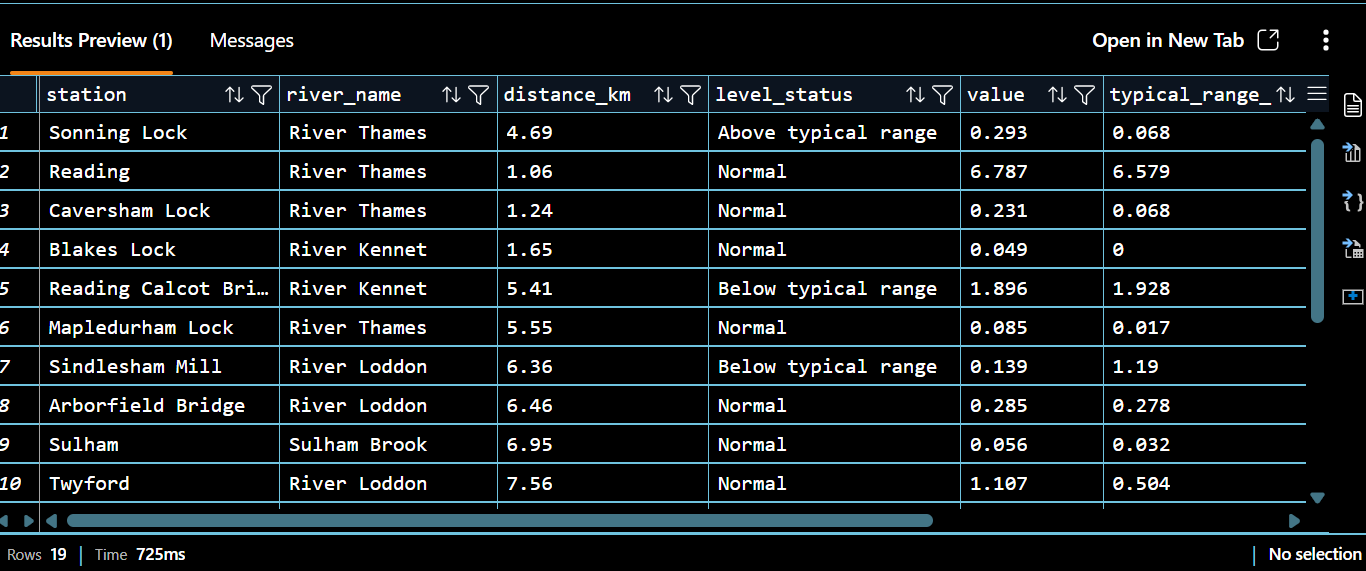 Results Preview (1) Messages Open in New Tab
station river_name distance_km level_status value typical_range_
1 Sonning Lock River Thames 4.69 Above typical range 0.293 0.068
2 Reading River Thames 1.06 Normal 6.787 6.579
3 Caversham Lock River Thames 1.24 Normal 0.231 0.068
4 Blakes Lock River Kennet 1.65 Normal 0.049 0
5 Reading Calcot Bri… River Kennet 5.41 Below typical range 1.896 1.928
6 Mapledurham Lock River Thames 5.55 Normal 0.085 0.017
7 Sindlesham Mill River Loddon 6.36 Below typical range 0.139 1.19
8 Arborfield Bridge River Loddon 6.46 Normal 0.285 0.278
9 Sulham Sulham Brook 6.95 Normal 0.056 0.032
10 Twyford River Loddon 7.56 Normal 1.107 0.504
Rows 19 Time 725ms No selection